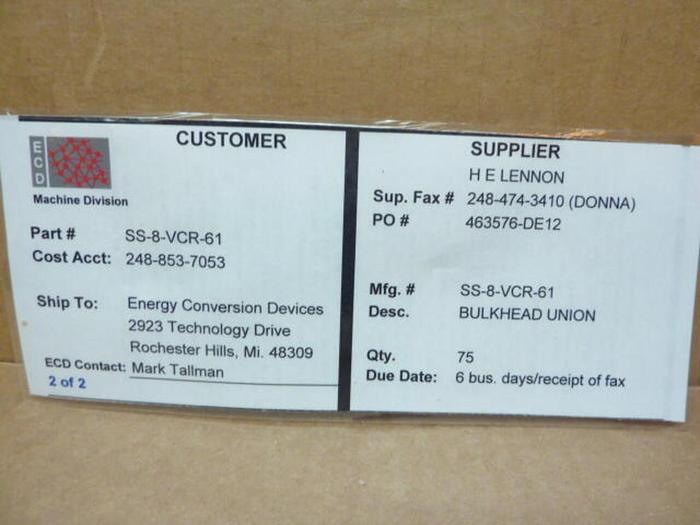 ECD
Machine Division
CUSTOMER
Part # SS-8-VCR-61
Cost Acct: 248-853-7053
Ship To: Energy Conversion Devices
2923 Technology Drive
Rochester Hills, Mi. 48309
ECD Contact: Mark Tallman
2 of 2
SUPPLIER
H E LENNON
Sup. Fax # 248-474-3410 (DONNA)
PO # 463576-DE12
Mfg. # SS-8-VCR-61
Desc. BULKHEAD UNION
Qty. 75
Due Date: 6 bus. days/receipt of fax